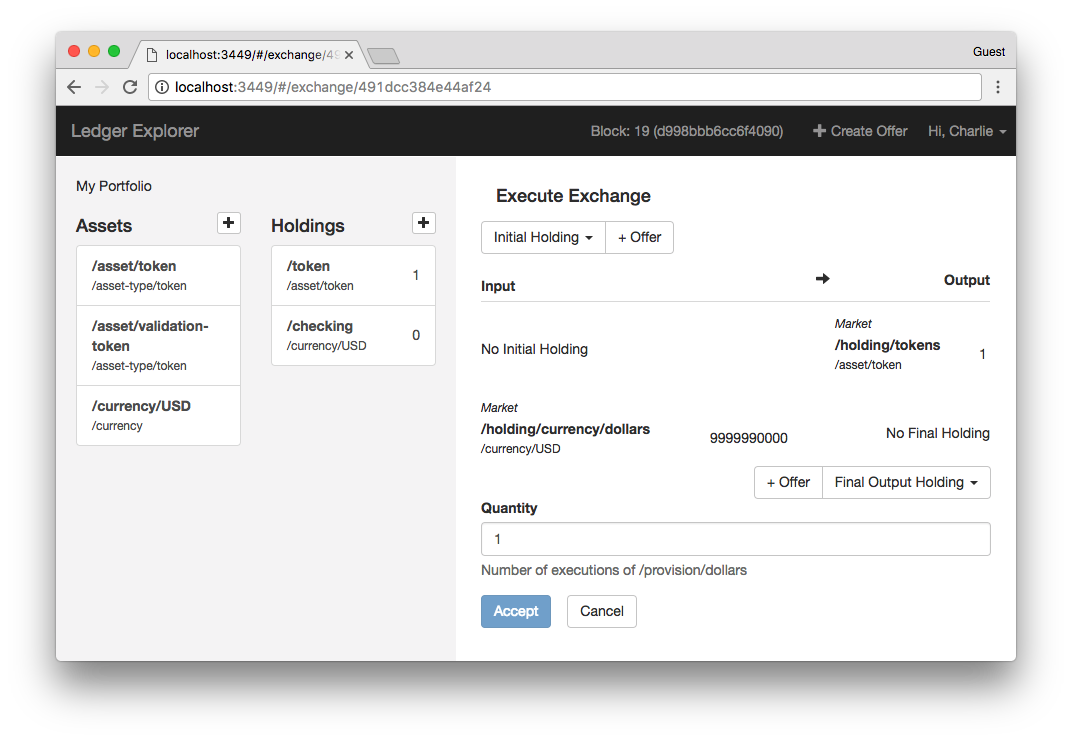 localhost:3449/#/exchange/49
Guest
localhost:3449/#/exchange/491dcc384e44af24
Ledger Explorer
Block: 19 (d998bbb6cc6f4090)
Create Offer
Hi, Charlie
My Portfolio
Assets
/asset/token
/asset-type/token
/asset/validation-
token
/asset-type/token
/currency/USD
/currency
Holdings
/token
1
/asset/token
/checking
0
/currency/USD
Execute Exchange
Initial Holding
+ Offer
Input
Output
No Initial Holding
Market
/holding/tokens
1
/asset/token
Market
/holding/currency/dollars
/currency/USD
9999990000
No Final Holding
+ Offer
Final Output Holding
Quantity
1
Number of executions of /provision/dollars
Accept
Cancel